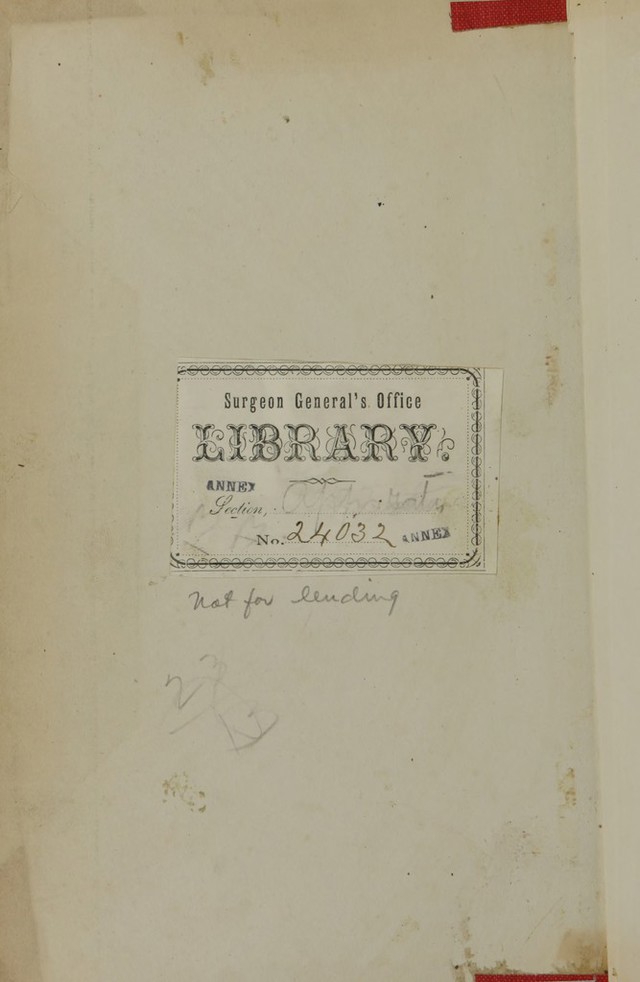 Surgeon General's Office
LIBRARY.
ANNEX
Section,
No. 24032 ANNEX
Not for lending